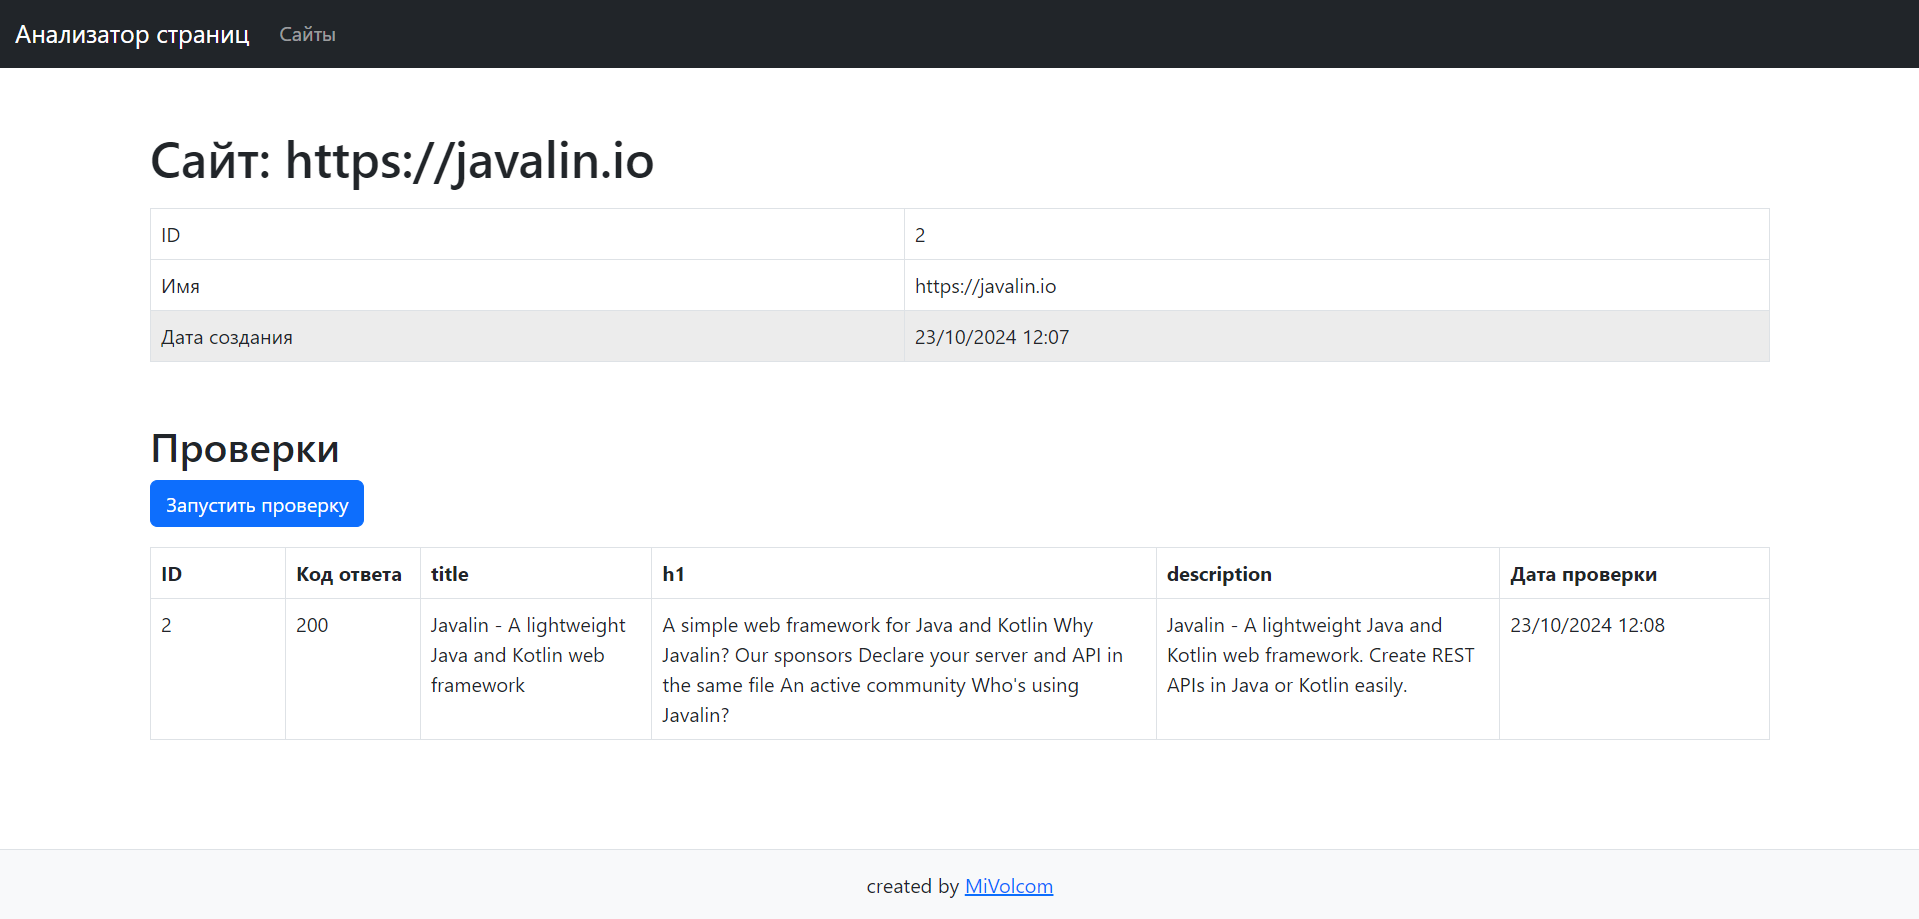 Анализатор страниц Сайты
Сайт: https://javalin.io
ID 2
Имя https://javalin.io
Дата создания 23/10/2024 12:07
Проверки
Запустить проверку
ID Код ответа title h1 description Дата проверки
2 200 Javalin - A lightweight A simple web framework for Java and Kotlin Why Javalin - A lightweight Java and 23/10/2024 12:08
Java and Kotlin web Javalin? Our sponsors Declare your server and API in Kotlin web framework. Create REST
framework the same file An active community Who's using APIs in Java or Kotlin easily.
Javalin?
created by MiVolcom